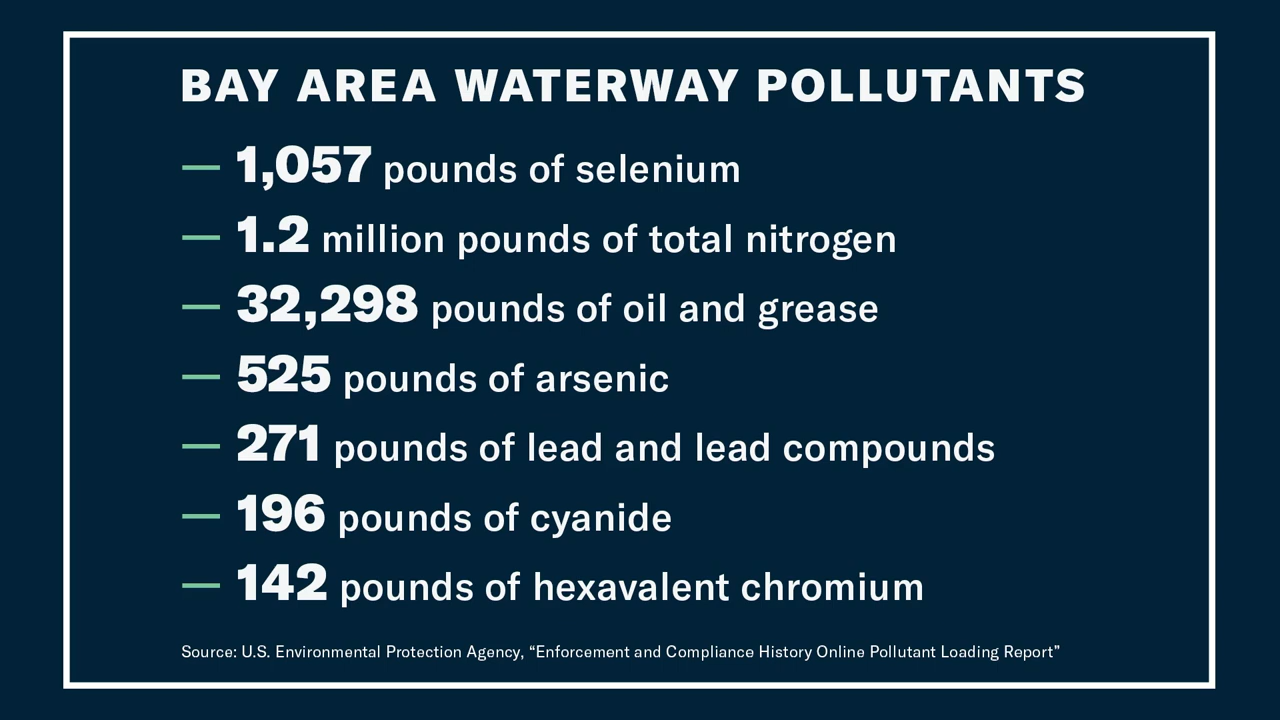 BAY AREA WATERWAY POLLUTANTS
— 1,057 pounds of selenium
— 1.2 million pounds of total nitrogen
— 32,298 pounds of oil and grease
— 525 pounds of arsenic
— 271 pounds of lead and lead compounds
— 196 pounds of cyanide
— 142 pounds of hexavalent chromium
Source: U.S. Environmental Protection Agency, “Enforcement and Compliance History Online Pollutant Loading Report”